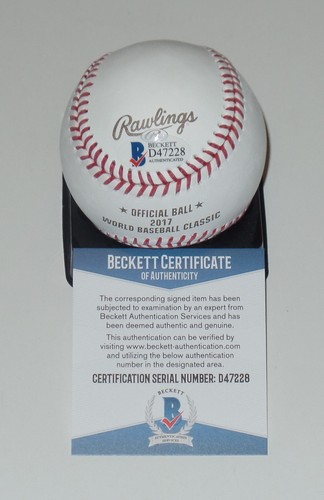 Rawlings
BECKETT
D47228
AUTHENTICATED
★ OFFICIAL BALL ★
2017
WORLD BASEBALL CLASSIC
BECKETT CERTIFICATE
OF AUTHENTICITY
The corresponding signed item has been
subjected to examination by an expert from
Beckett Authentication Services and has
been deemed authentic and genuine.
This authentication can be verified by
visiting www.beckett-authentication.com
and utilizing the below authentication
number in the designated area.
CERTIFICATION SERIAL NUMBER: D47228
B
AUTHENTICATION
SERVICES